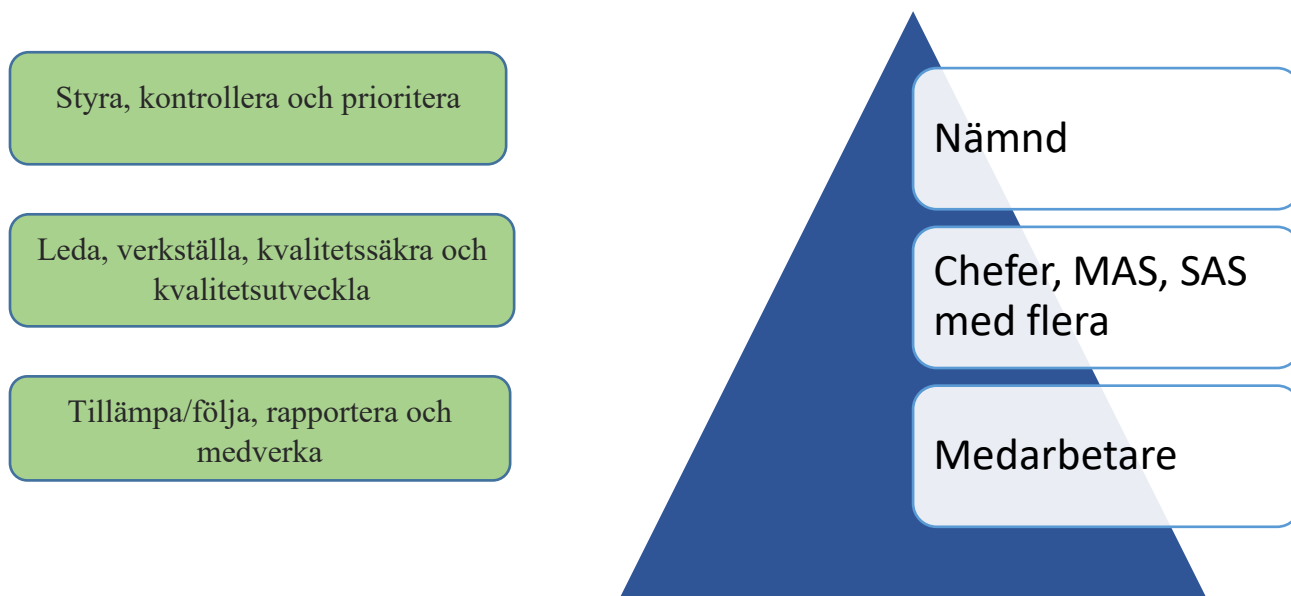 Styra, kontrollera och prioritera
Nämnd
Leda, verkställa, kvalitetssäkra och
kvalitetsutveckla
Chefer, MAS, SAS
med flera
Tillämpa/följa, rapportera och
medverka
Medarbetare